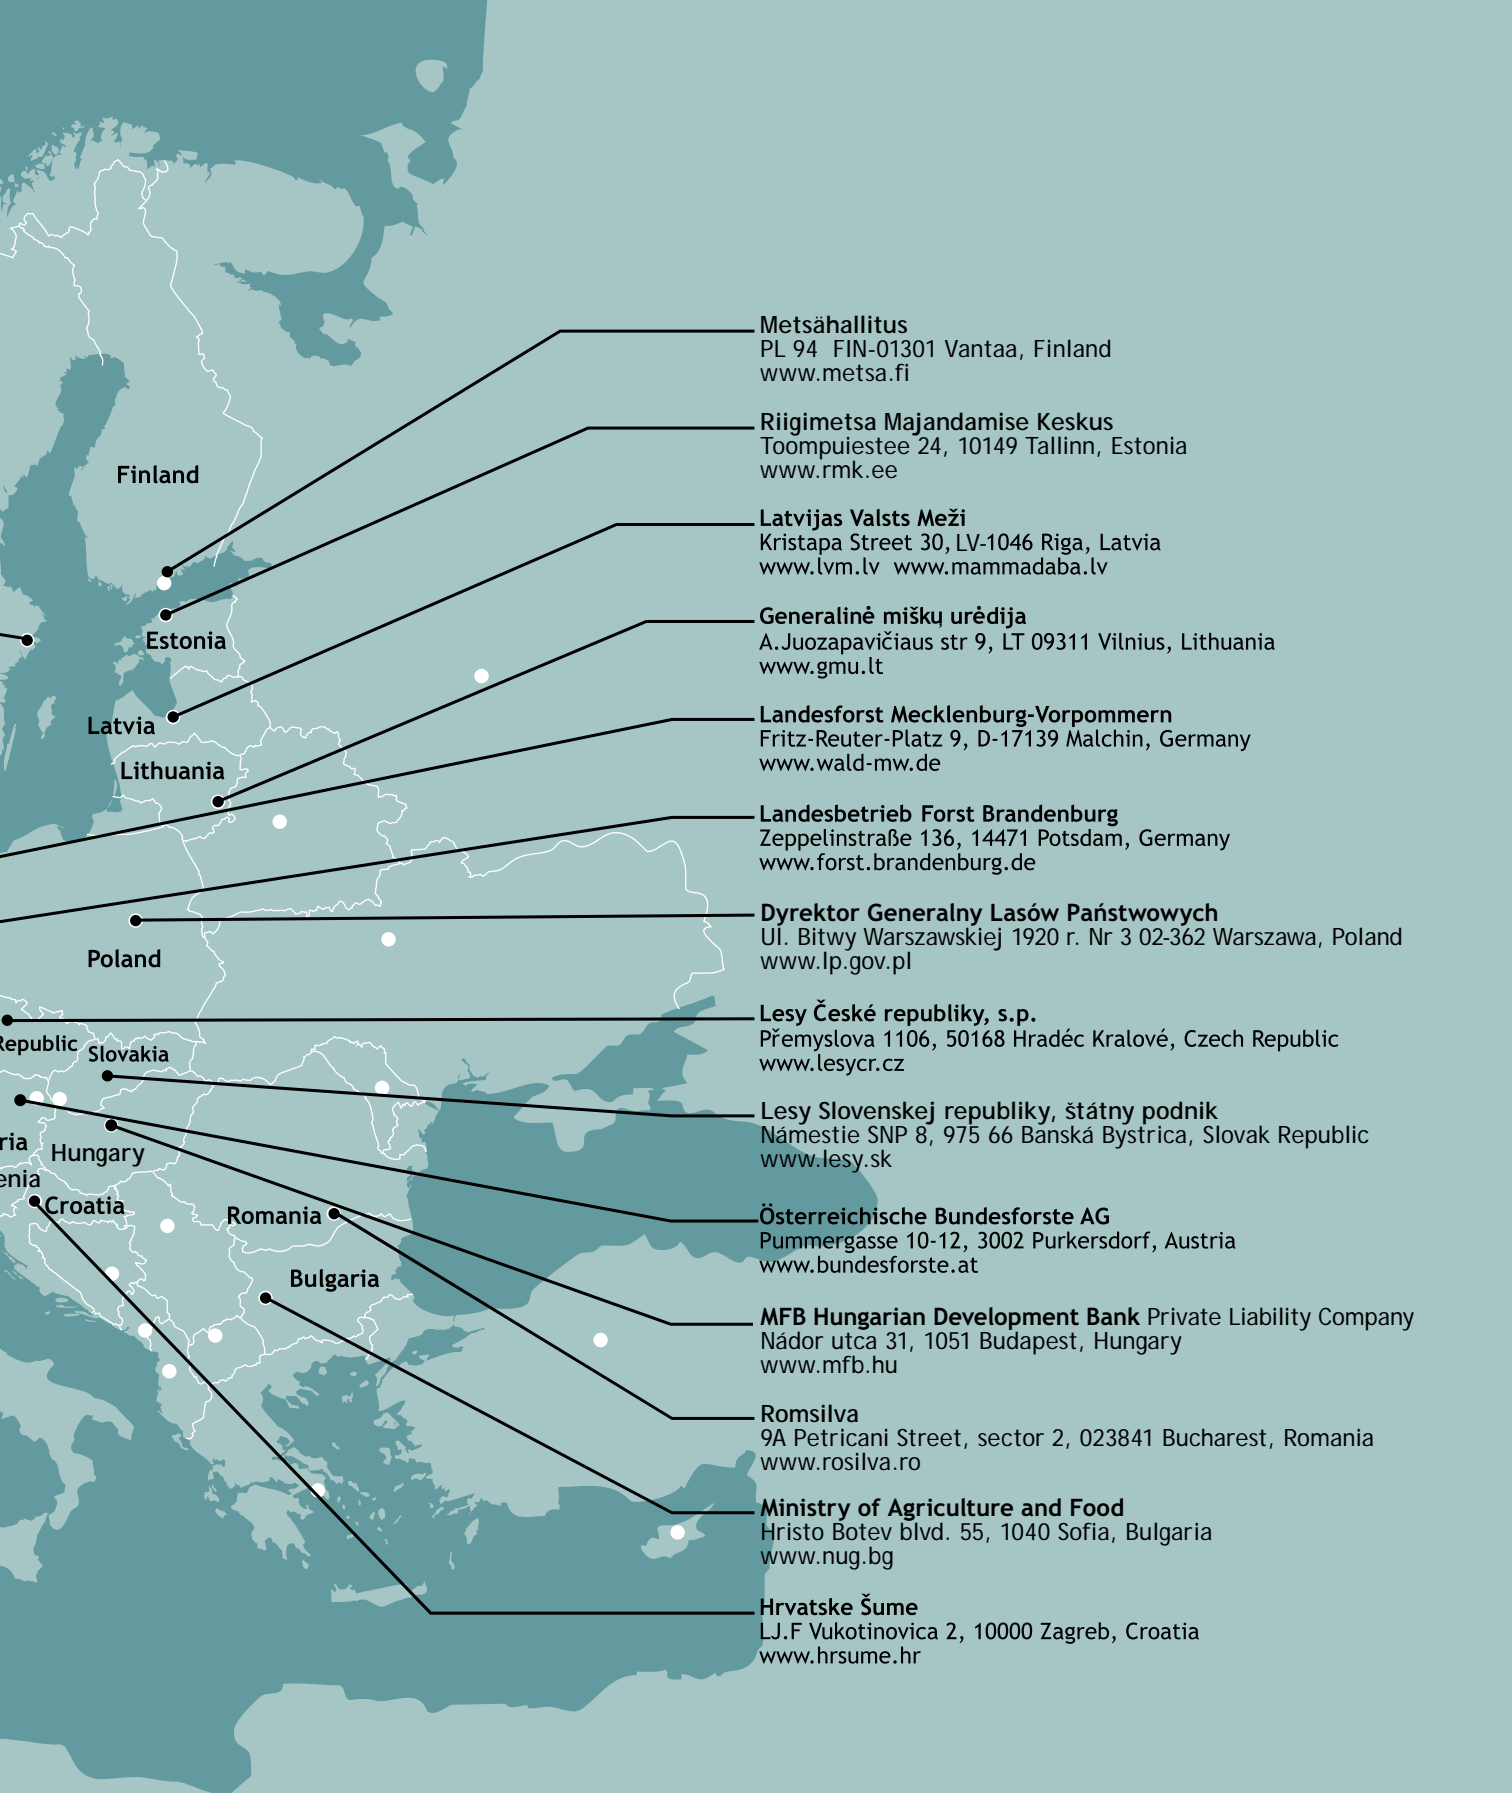 Finland
Estonia
Latvia
Lithuania
Poland
Republic
Slovakia
ria
Hungary
enia
Croatia
Romania
Bulgaria
Metsähallitus
PL 94 FIN-01301 Vantaa, Finland
www.metsa.fi
Riigimetsa Majandamise Keskus
Toompuiestee 24, 10149 Tallinn, Estonia
www.rmk.ee
Latvijas Valsts Meži
Kristapa Street 30, LV-1046 Riga, Latvia
www.lvm.lv www.mammadaba.lv
Generalinė miškų urėdija
A.Juozapavičiaus str 9, LT 09311 Vilnius, Lithuania
www.gmu.lt
Landesforst Mecklenburg-Vorpommern
Fritz-Reuter-Platz 9, D-17139 Malchin, Germany
www.wald-mw.de
Landesbetrieb Forst Brandenburg
Zeppelinstraße 136, 14471 Potsdam, Germany
www.forst.brandenburg.de
Dyrektor Generalny Lasów Państwowych
Ul. Bitwy Warszawskiej 1920 r. Nr 3 02-362 Warszawa, Poland
www.lp.gov.pl
Lesy České republiky, s.p.
Přemyslova 1106, 50168 Hradéc Kralové, Czech Republic
www.lesycr.cz
Lesy Slovenskej republiky, štátny podnik
Námestie SNP 8, 975 66 Banská Bystrica, Slovak Republic
www.lesy.sk
Österreichische Bundesforste AG
Pummergasse 10-12, 3002 Purkersdorf, Austria
www.bundesforste.at
MFB Hungarian Development Bank Private Liability Company
Nádor utca 31, 1051 Budapest, Hungary
www.mfb.hu
Romsilva
9A Petricani Street, sector 2, 023841 Bucharest, Romania
www.rosilva.ro
Ministry of Agriculture and Food
Hristo Botev blvd. 55, 1040 Sofia, Bulgaria
www.nug.bg
Hrvatske Šume
LJ.F Vukotinovica 2, 10000 Zagreb, Croatia
www.hrsume.hr